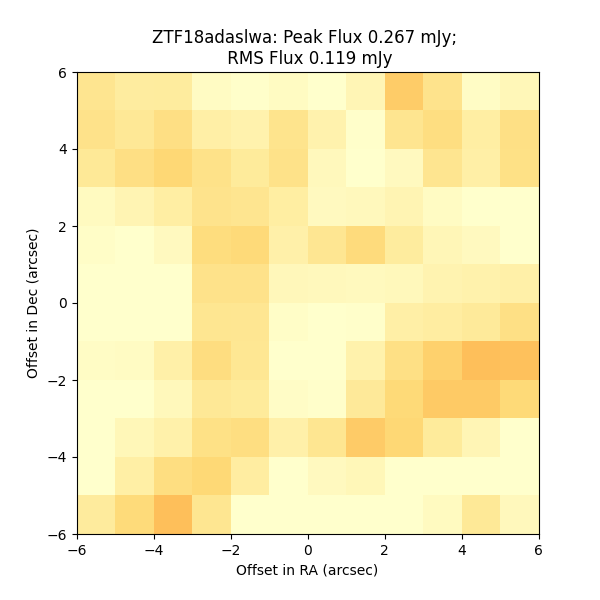 ZTF18adaslwa: Peak Flux 0.267 mJy;
RMS Flux 0.119 mJy
6
4
2
0
−2
−4
−6
Offset in Dec (arcsec)
−6 −4 −2 0 2 4 6
Offset in RA (arcsec)